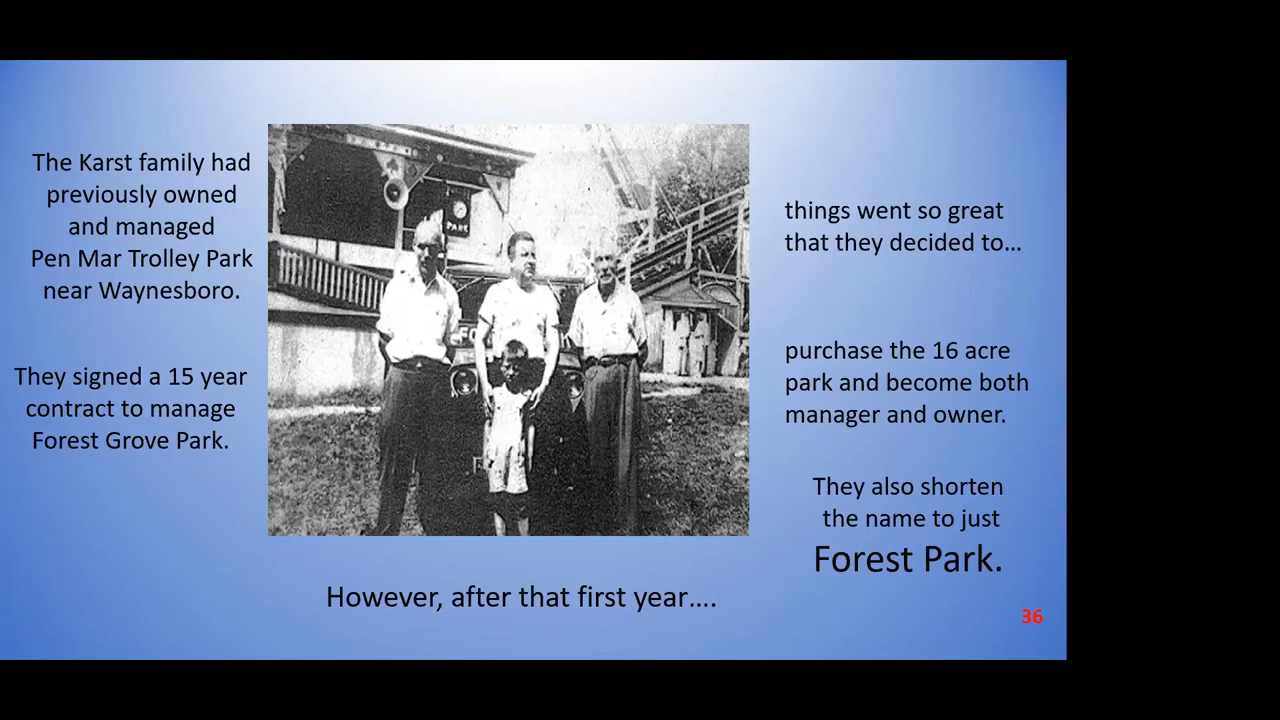 The Karst family had
previously owned
and managed
Pen Mar Trolley Park
near Waynesboro.
They signed a 15 year
contract to manage
Forest Grove Park.
PARK
However, after that first year….
things went so great
that they decided to…
purchase the 16 acre
park and become both
manager and owner.
They also shorten
the name to just
Forest Park.
36